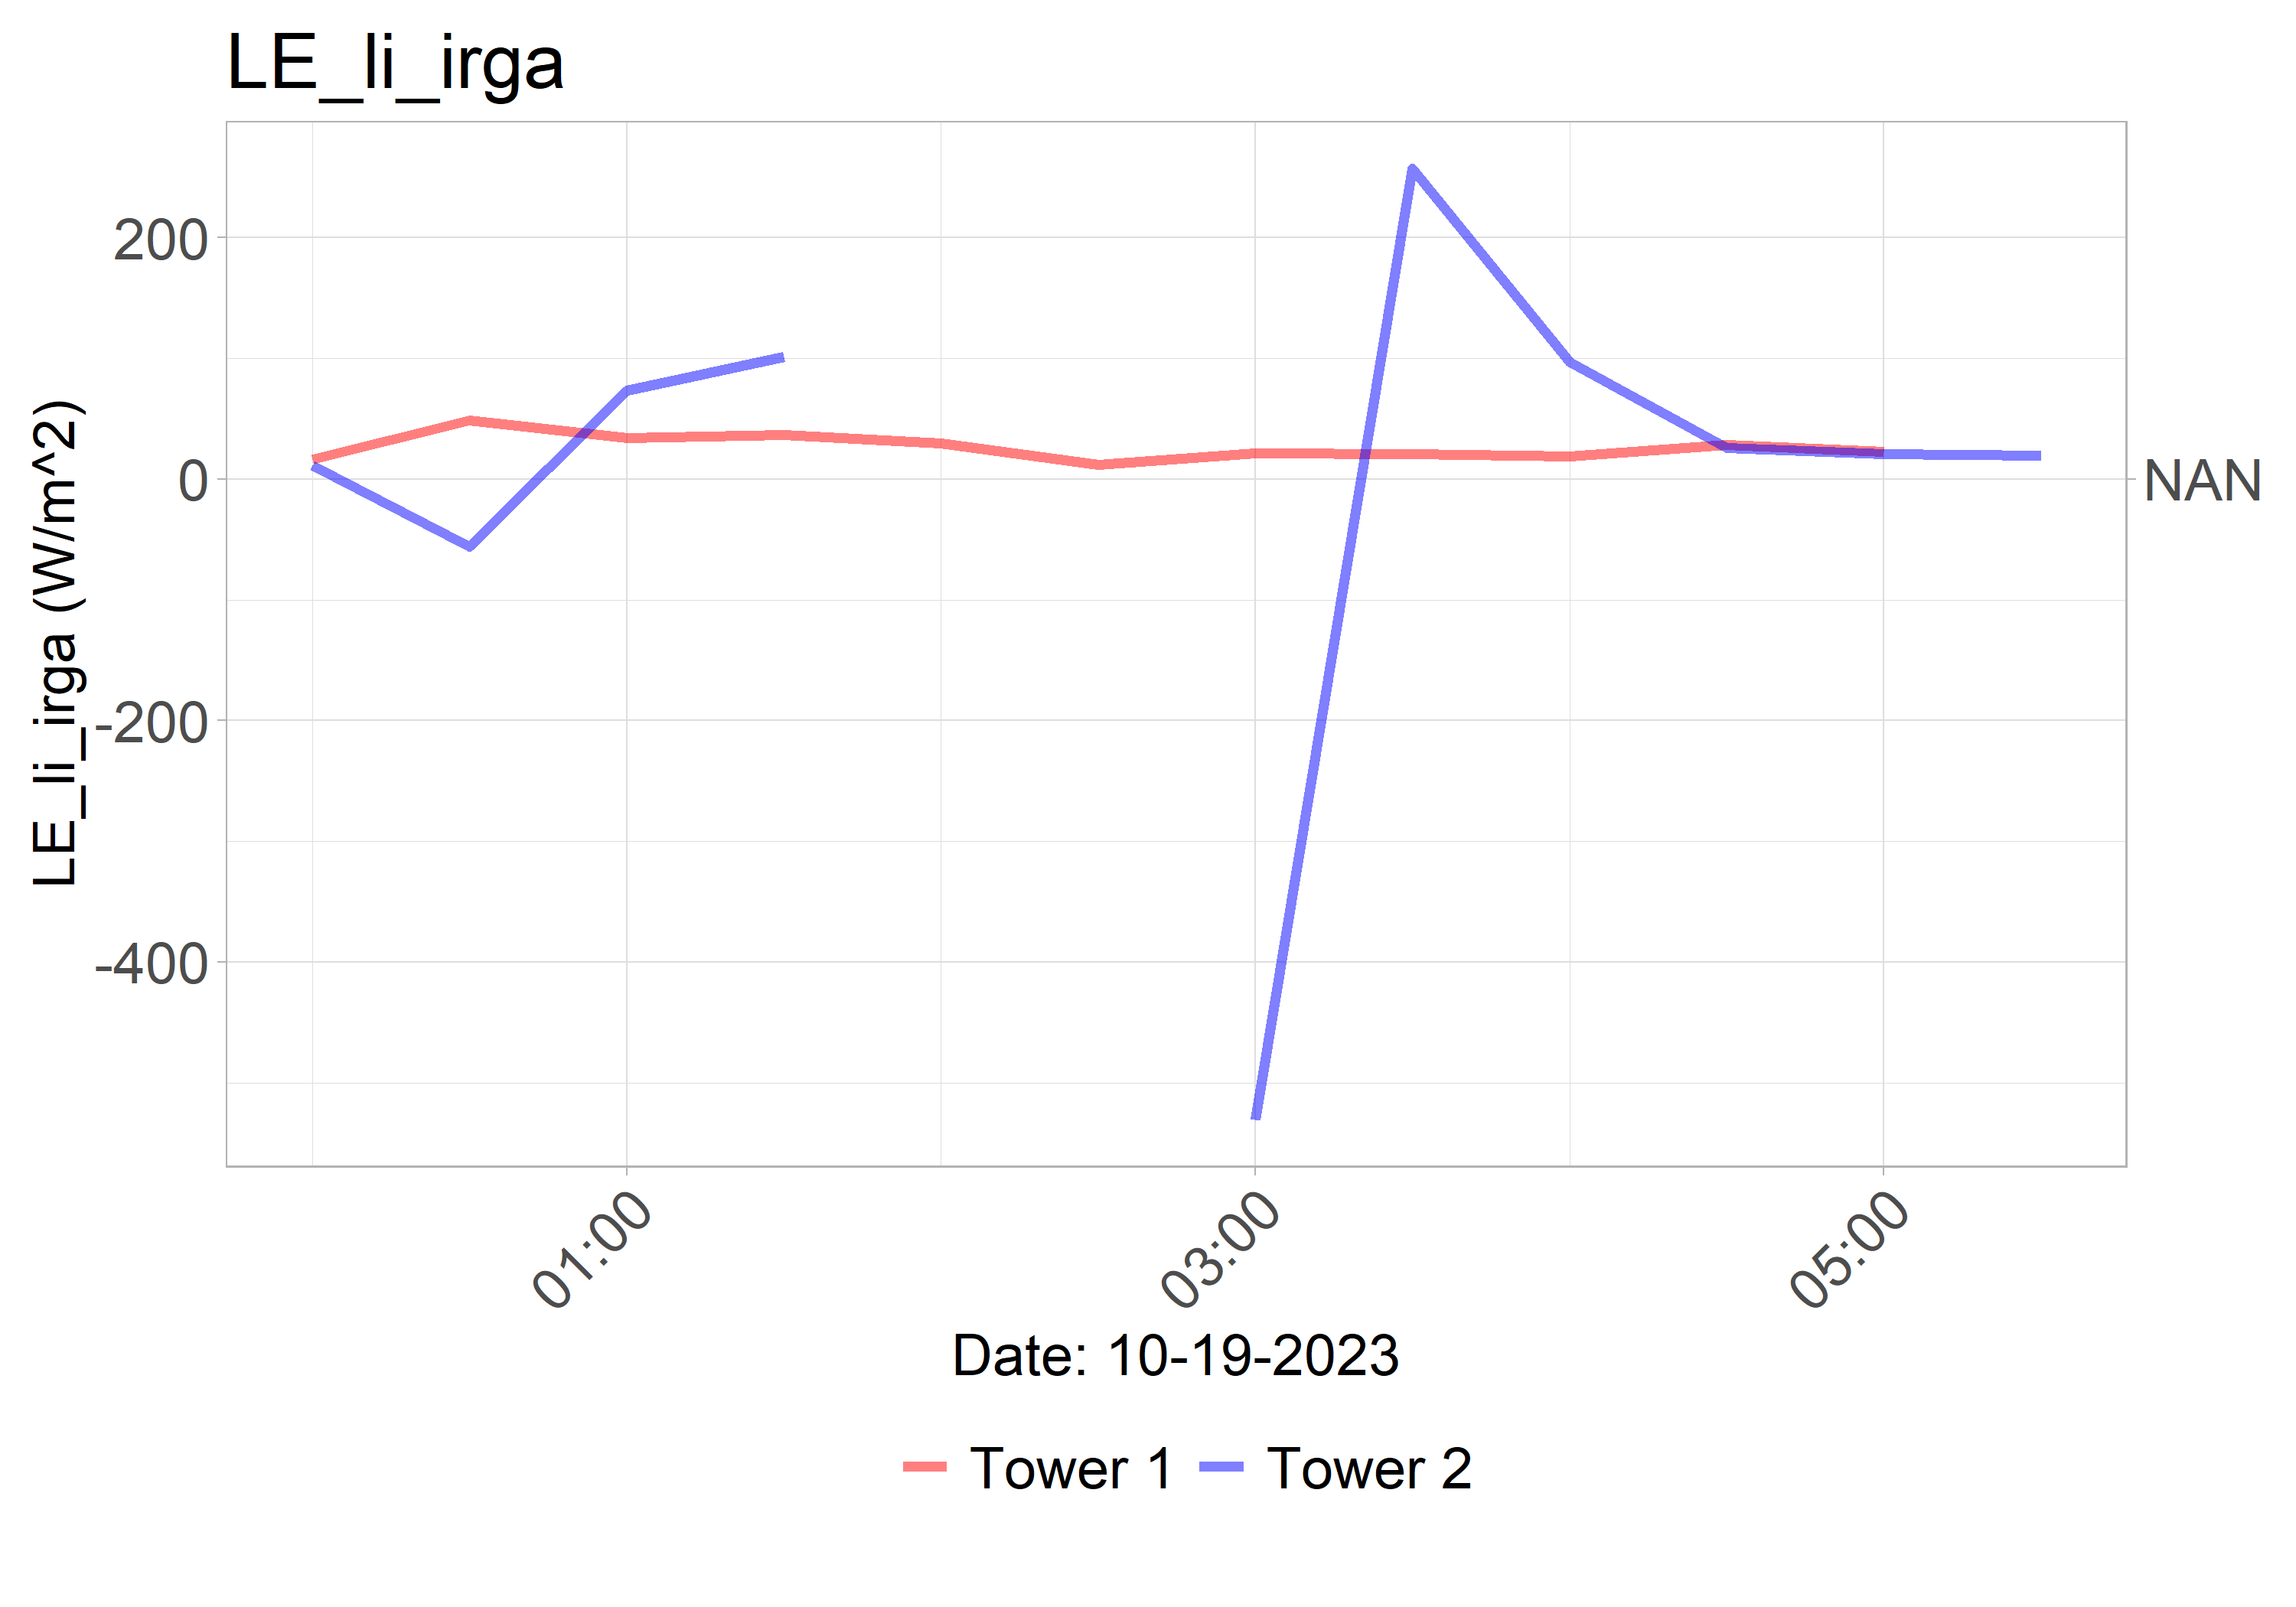 LE_li_irga
LE_li_irga (W/m^2)
200
0
-200
-400
NAN
01:00
03:00
05:00
Date: 10-19-2023
Tower 1
Tower 2